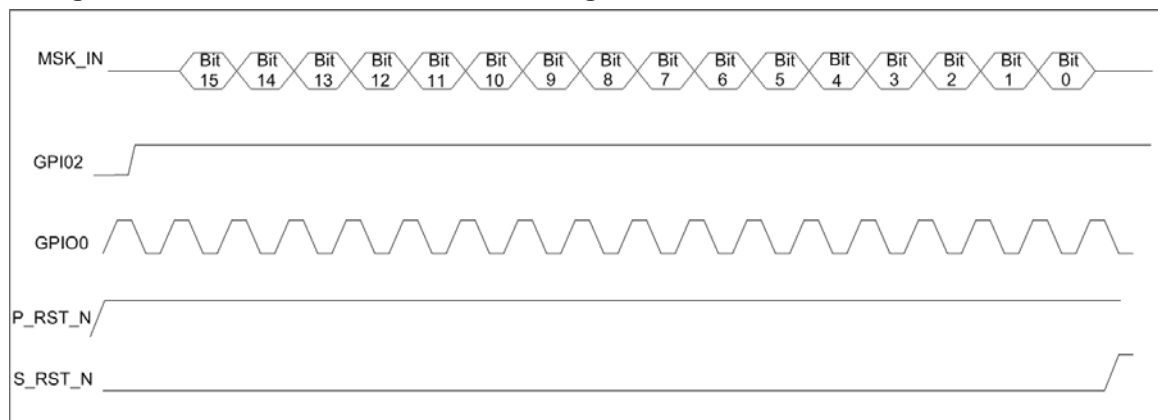 MSK_IN
Bit 15
Bit 14
Bit 13
Bit 12
Bit 11
Bit 10
Bit 9
Bit 8
Bit 7
Bit 6
Bit 5
Bit 4
Bit 3
Bit 2
Bit 1
Bit 0
GPI02
GPIO0
P_RST_N
S_RST_N